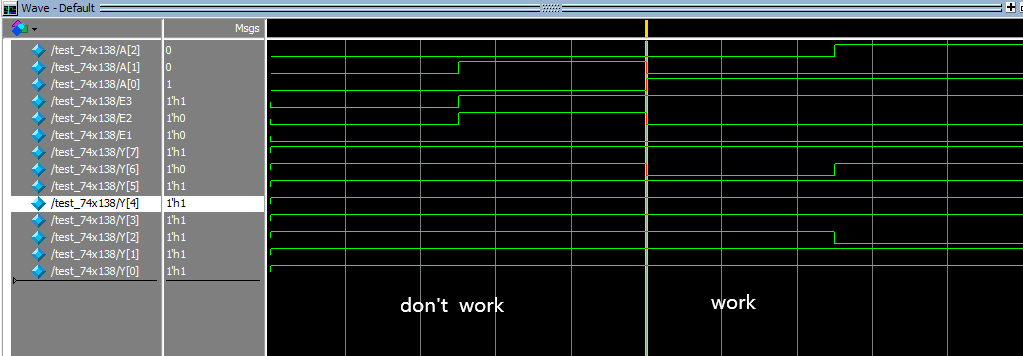 Wave - Default
Msgs
/test_74x138/A[2] 0
/test_74x138/A[1] 0
/test_74x138/A[0] 1
/test_74x138/E3 1'h1
/test_74x138/E2 1'h0
/test_74x138/E1 1'h0
/test_74x138/Y[7] 1'h1
/test_74x138/Y[6] 1'h0
/test_74x138/Y[5] 1'h1
/test_74x138/Y[4] 1'h1
/test_74x138/Y[3] 1'h1
/test_74x138/Y[2] 1'h1
/test_74x138/Y[1] 1'h1
/test_74x138/Y[0] 1'h1
don't work work